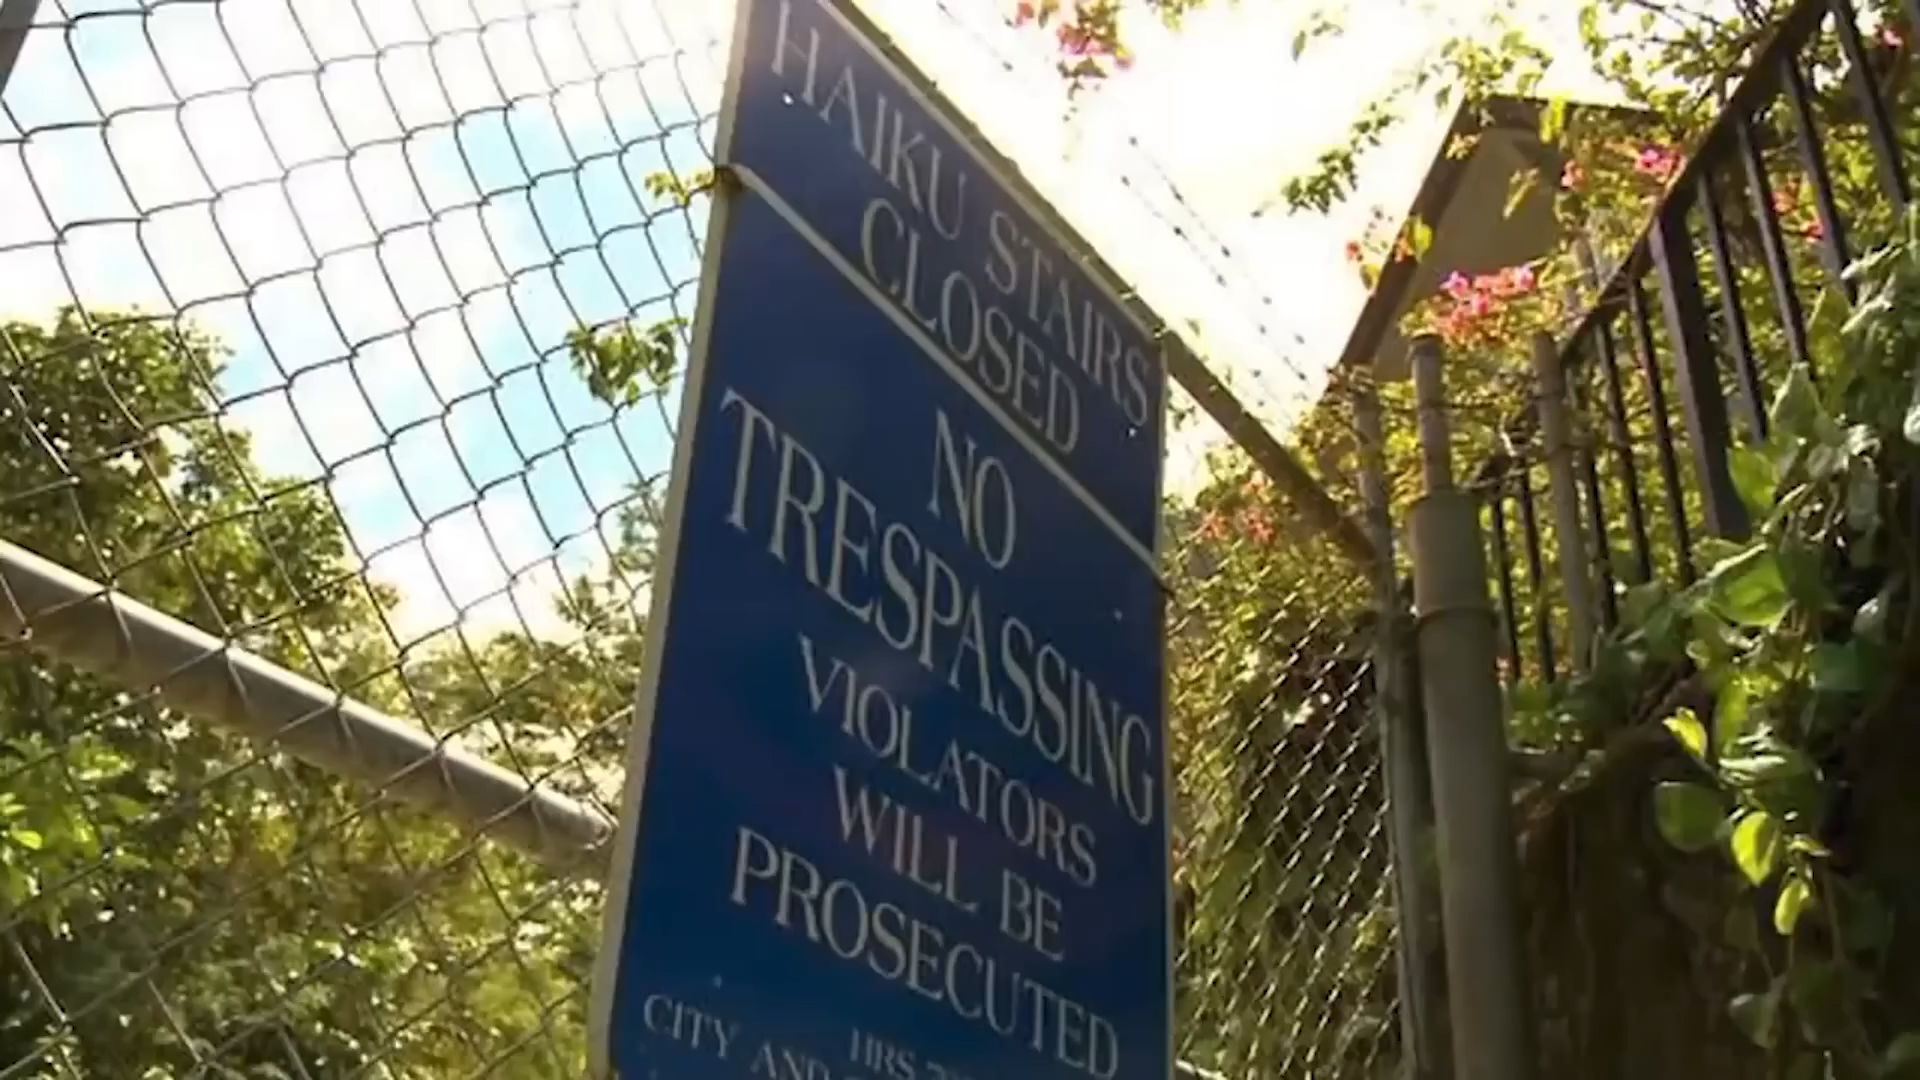 HAIKU STAIRS
CLOSED
NO
TRESPASSING
VIOLATORS
WILL BE
PROSECUTED
HRS
CITY AND